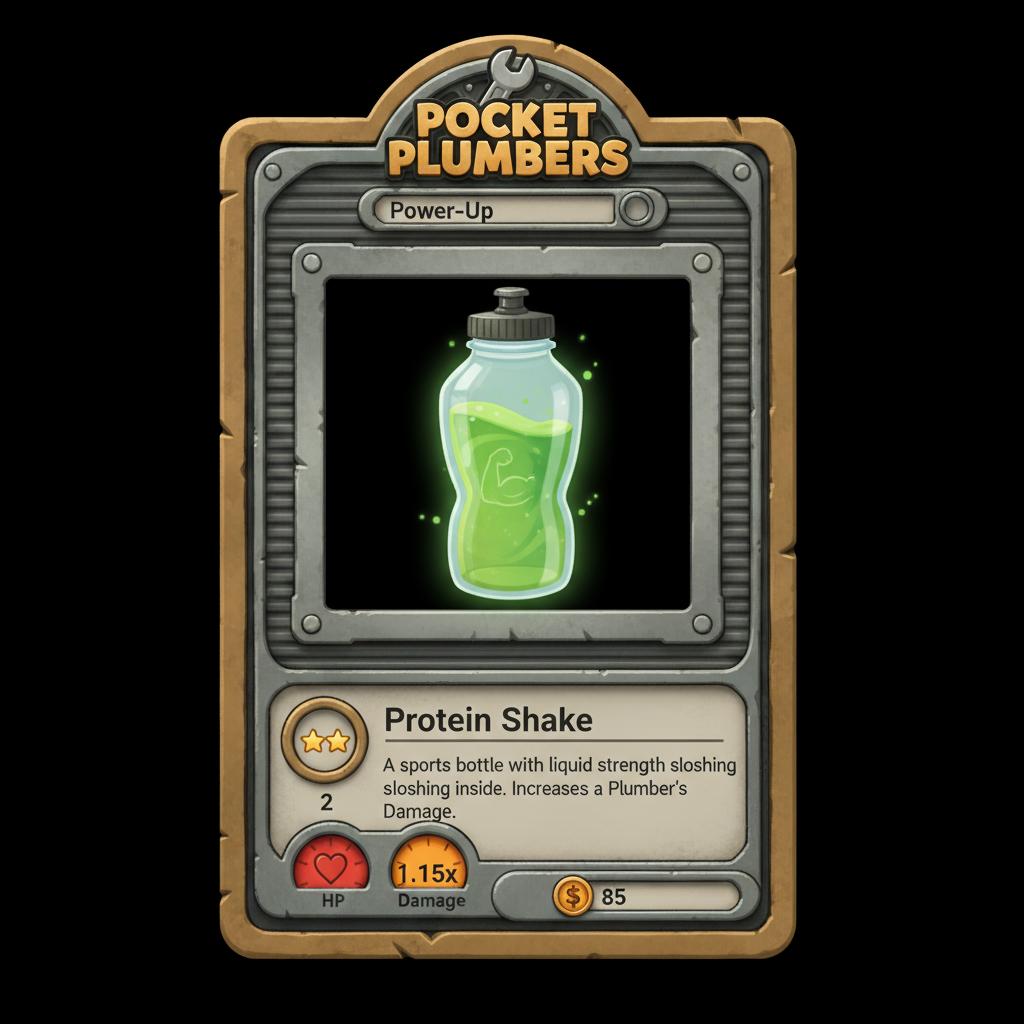 POCKET
PLUMBERS
Power-Up
Protein Shake
A sports bottle with liquid strength sloshing
sloshing inside. Increases a Plumber's
Damage.
2
1.15x
HP
Damage
$
85